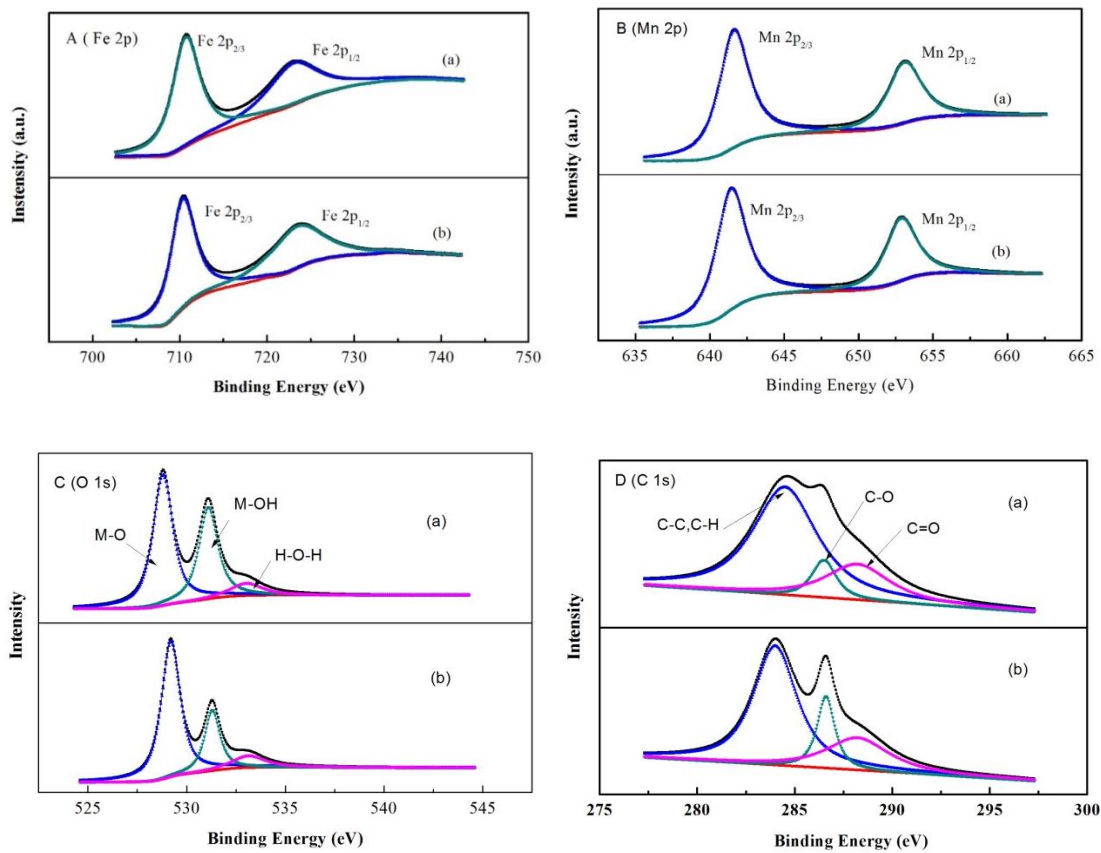 A ( Fe 2p)
Fe 2p2/3
Fe 2p1/2
(a)
Fe 2p2/3
Fe 2p1/2
(b)
Instensity (a.u.)
700 710 720 730 740 750
Binding Energy (eV)
B (Mn 2p)
Mn 2p2/3
Mn 2p1/2
(a)
Mn 2p2/3
Mn 2p1/2
(b)
Intensity (a.u.)
635 640 645 650 655 660 665
Binding Energy (eV)
C (O 1s)
M-OH
(a)
M-O
H-O-H
(b)
Intensity
525 530 535 540 545
Binding Energy (eV)
D (C 1s)
(a)
C-O
C-C,C-H
C=O
(b)
Intensity
275 280 285 290 295 300
Binding Energy (eV)